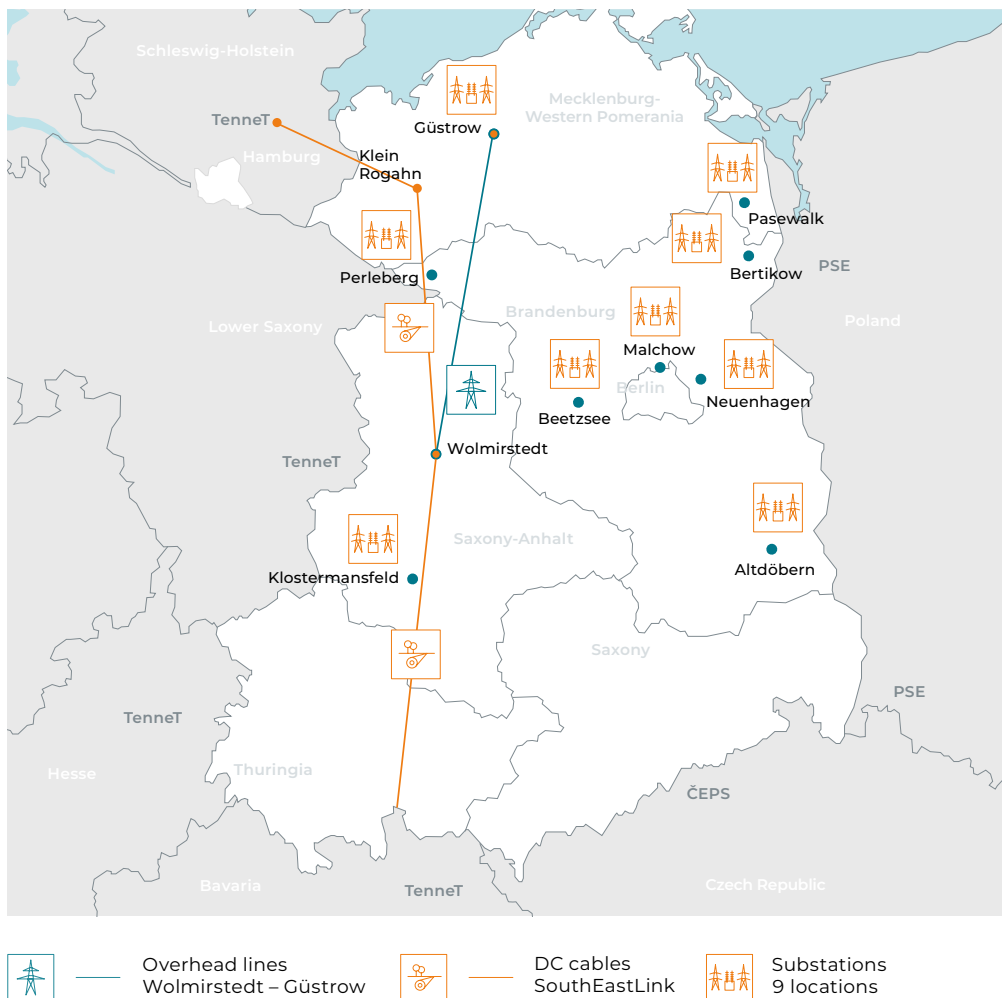 Schleswig-Holstein
Mecklenburg-
Western Pomerania
TenneT
Güstrow
Hamburg
Klein
Rogahn
Pasewalk
Perleberg
Bertikow
PSE
Lower Saxony
Brandenburg
Poland
Malchow
Berlin
Neuenhagen
Beetzsee
Wolmirstedt
TenneT
Saxony-Anhalt
Klostermansfeld
Altdöbern
Saxony
PSE
TenneT
Hesse
Thuringia
ČEPS
Bavaria
TenneT
Czech Republic
Overhead lines
Wolmirstedt – Güstrow
DC cables
SouthEastLink
Substations
9 locations